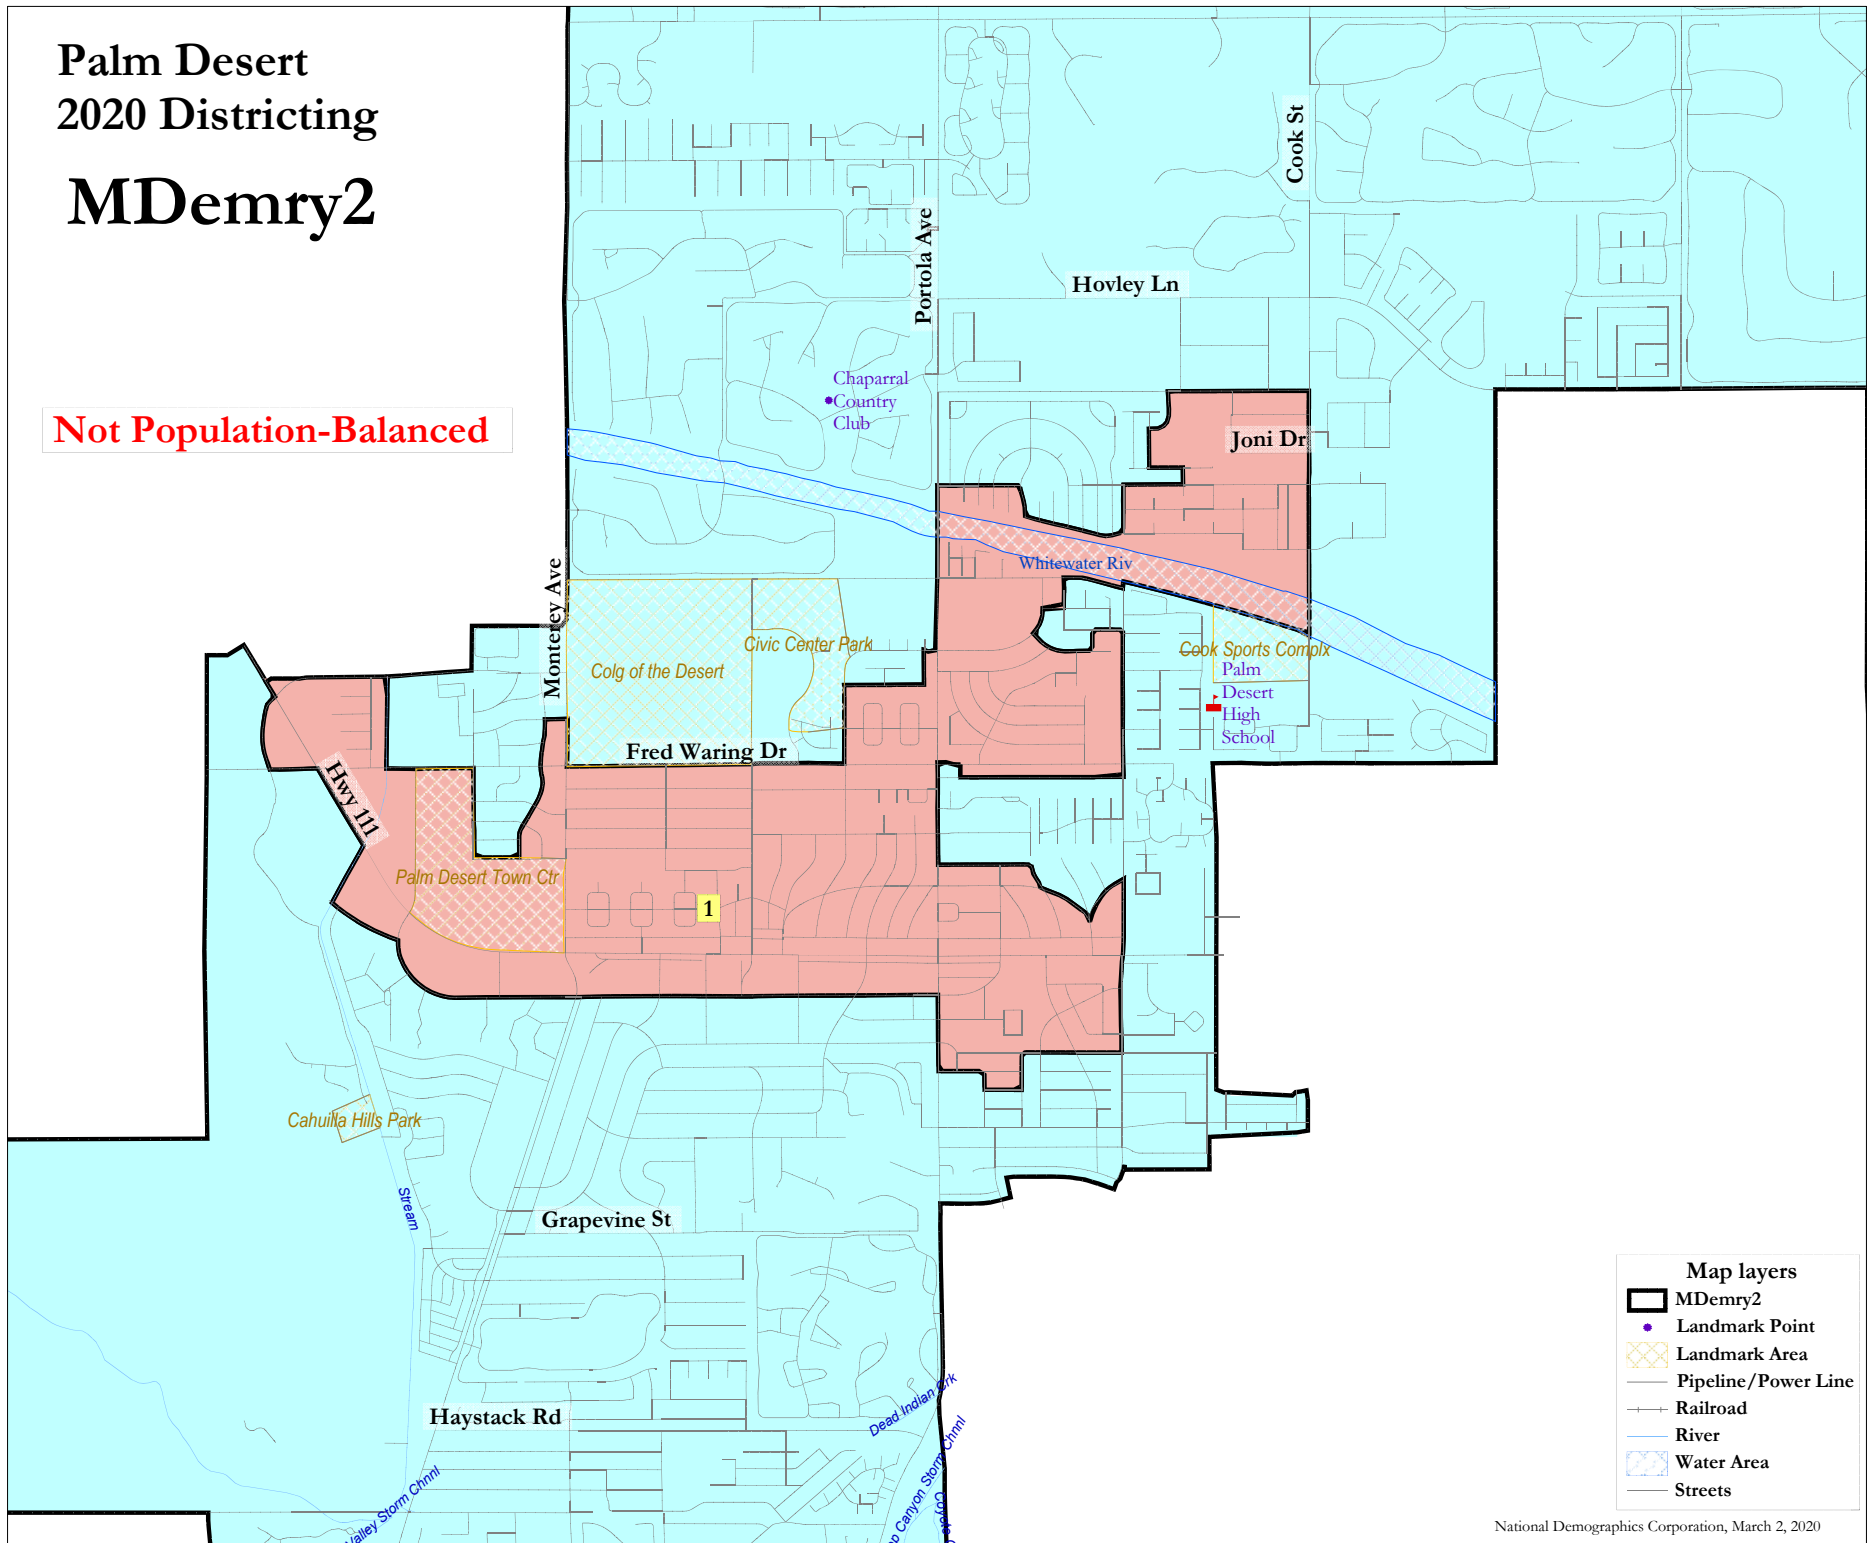 Palm Desert
2020 Districting
MDemry2
Not Population-Balanced
Cook St
Portola Ave
Hovley Ln
Chaparral
Country
Club
Joni Dr
Whitewater Riv
Monterey Ave
Civic Center Park
Colg of the Desert
Cook Sports Complx
Palm
Desert
High
School
Fred Waring Dr
Hwy 111
Palm Desert Town Ctr
1
Cahuilla Hills Park
Stream
Grapevine St
Haystack Rd
Dead Indian Crk
Canyon Storm Chnnl
Valley Storm Chnnl
Map layers
MDemry2
Landmark Point
Landmark Area
Pipeline/Power Line
Railroad
River
Water Area
Streets
National Demographics Corporation, March 2, 2020